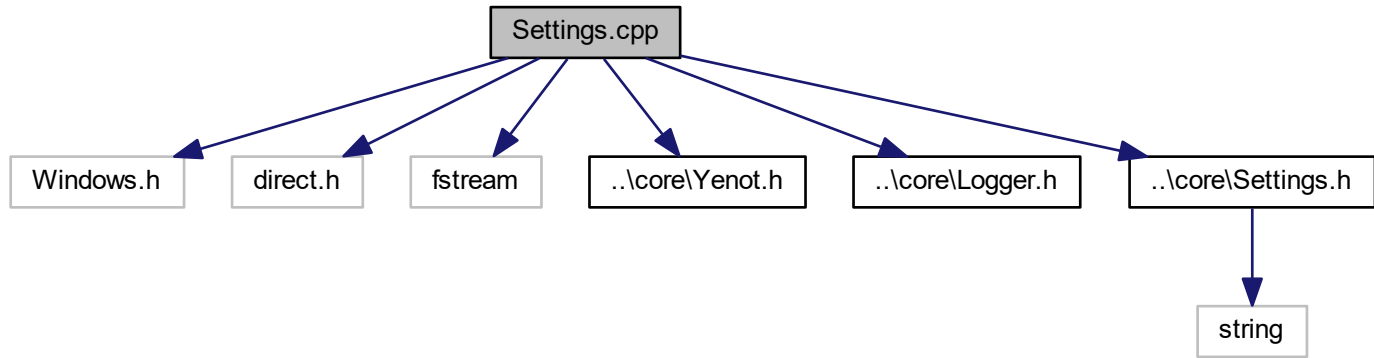 Settings.cpp
Windows.h
direct.h
fstream
..\core\Yenot.h
..\core\Logger.h
..\core\Settings.h
string